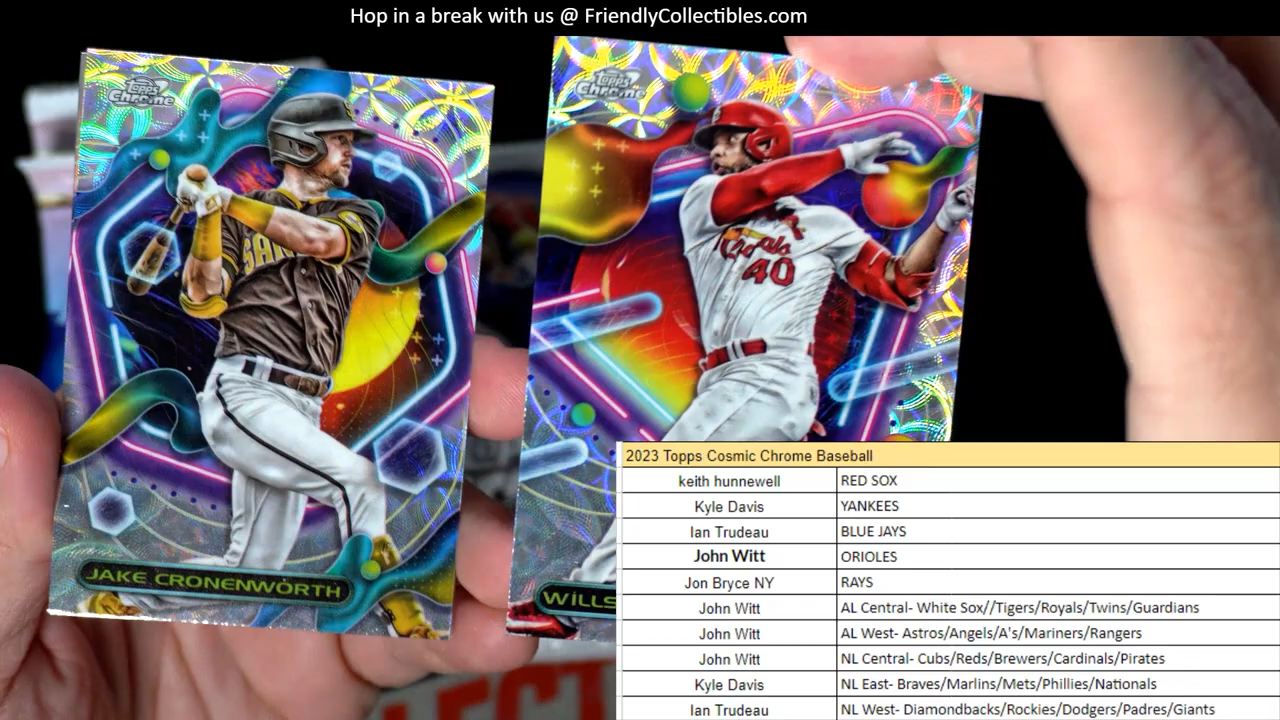 Hop in a break with us @ FriendlyCollectibles.com
Topps
Chrome
SAN
JAKE CRONENWORTH
Topps
Chrome
Cardinals
40
WILLS
2023 Topps Cosmic Chrome Baseball
keith hunnewell RED SOX
Kyle Davis YANKEES
Ian Trudeau BLUE JAYS
John Witt ORIOLES
Jon Bryce NY RAYS
John Witt AL Central- White Sox//Tigers/Royals/Twins/Guardians
John Witt AL West- Astros/Angels/A's/Mariners/Rangers
John Witt NL Central- Cubs/Reds/Brewers/Cardinals/Pirates
Kyle Davis NL East- Braves/Marlins/Mets/Phillies/Nationals
Ian Trudeau NL West- Diamondbacks/Rockies/Dodgers/Padres/Giants